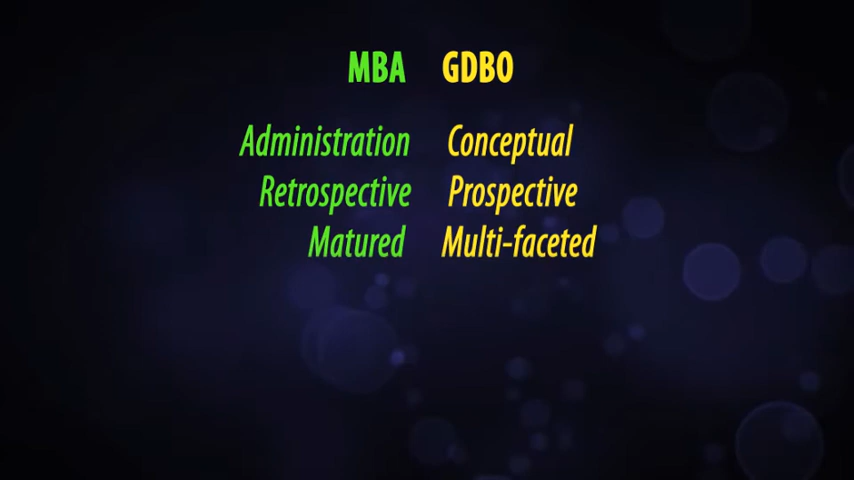 MBA GDBO
Administration Conceptual
Retrospective Prospective
Matured Multi-faceted